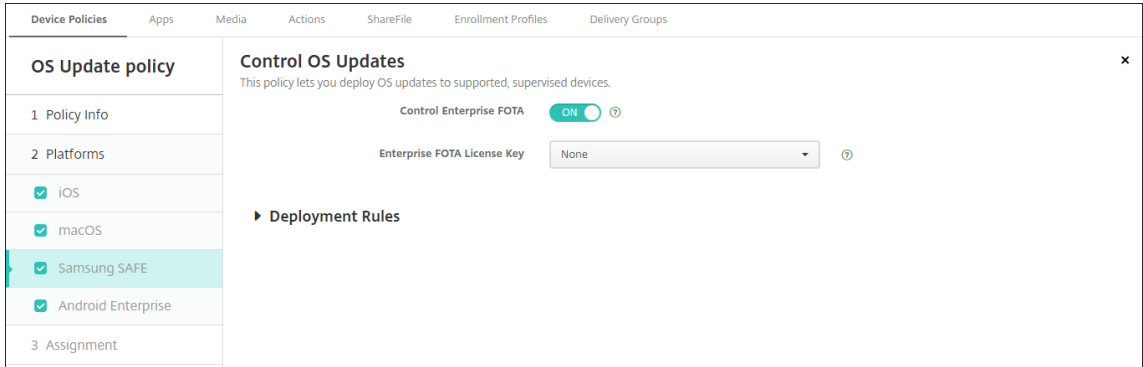 Device Policies Apps Media Actions ShareFile Enrollment Profiles Delivery Groups
OS Update policy
1 Policy Info
2 Platforms
iOS
macOS
Samsung SAFE
Android Enterprise
3 Assignment
Control OS Updates
This policy lets you deploy OS updates to supported, supervised devices.
Control Enterprise FOTA ON
Enterprise FOTA License Key None
Deployment Rules